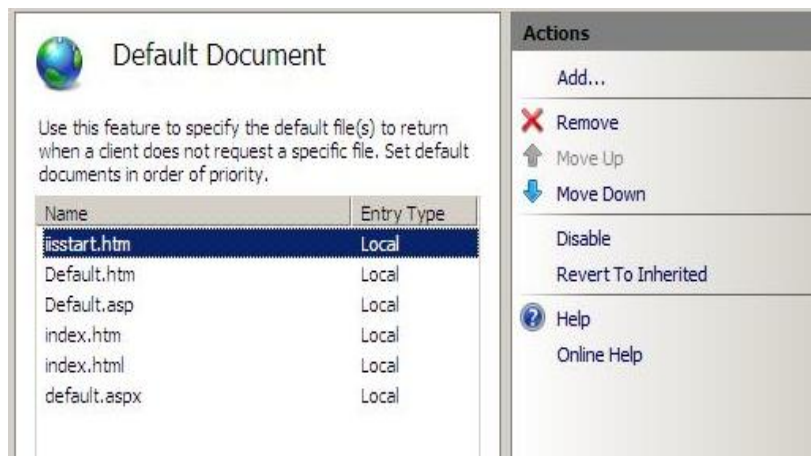 Default Document
Use this feature to specify the default file(s) to return
when a client does not request a specific file. Set default
documents in order of priority.
Name Entry Type
iisstart.htm Local
Default.htm Local
Default.asp Local
index.htm Local
index.html Local
default.aspx Local
Actions
Add...
Remove
Move Up
Move Down
Disable
Revert To Inherited
Help
Online Help